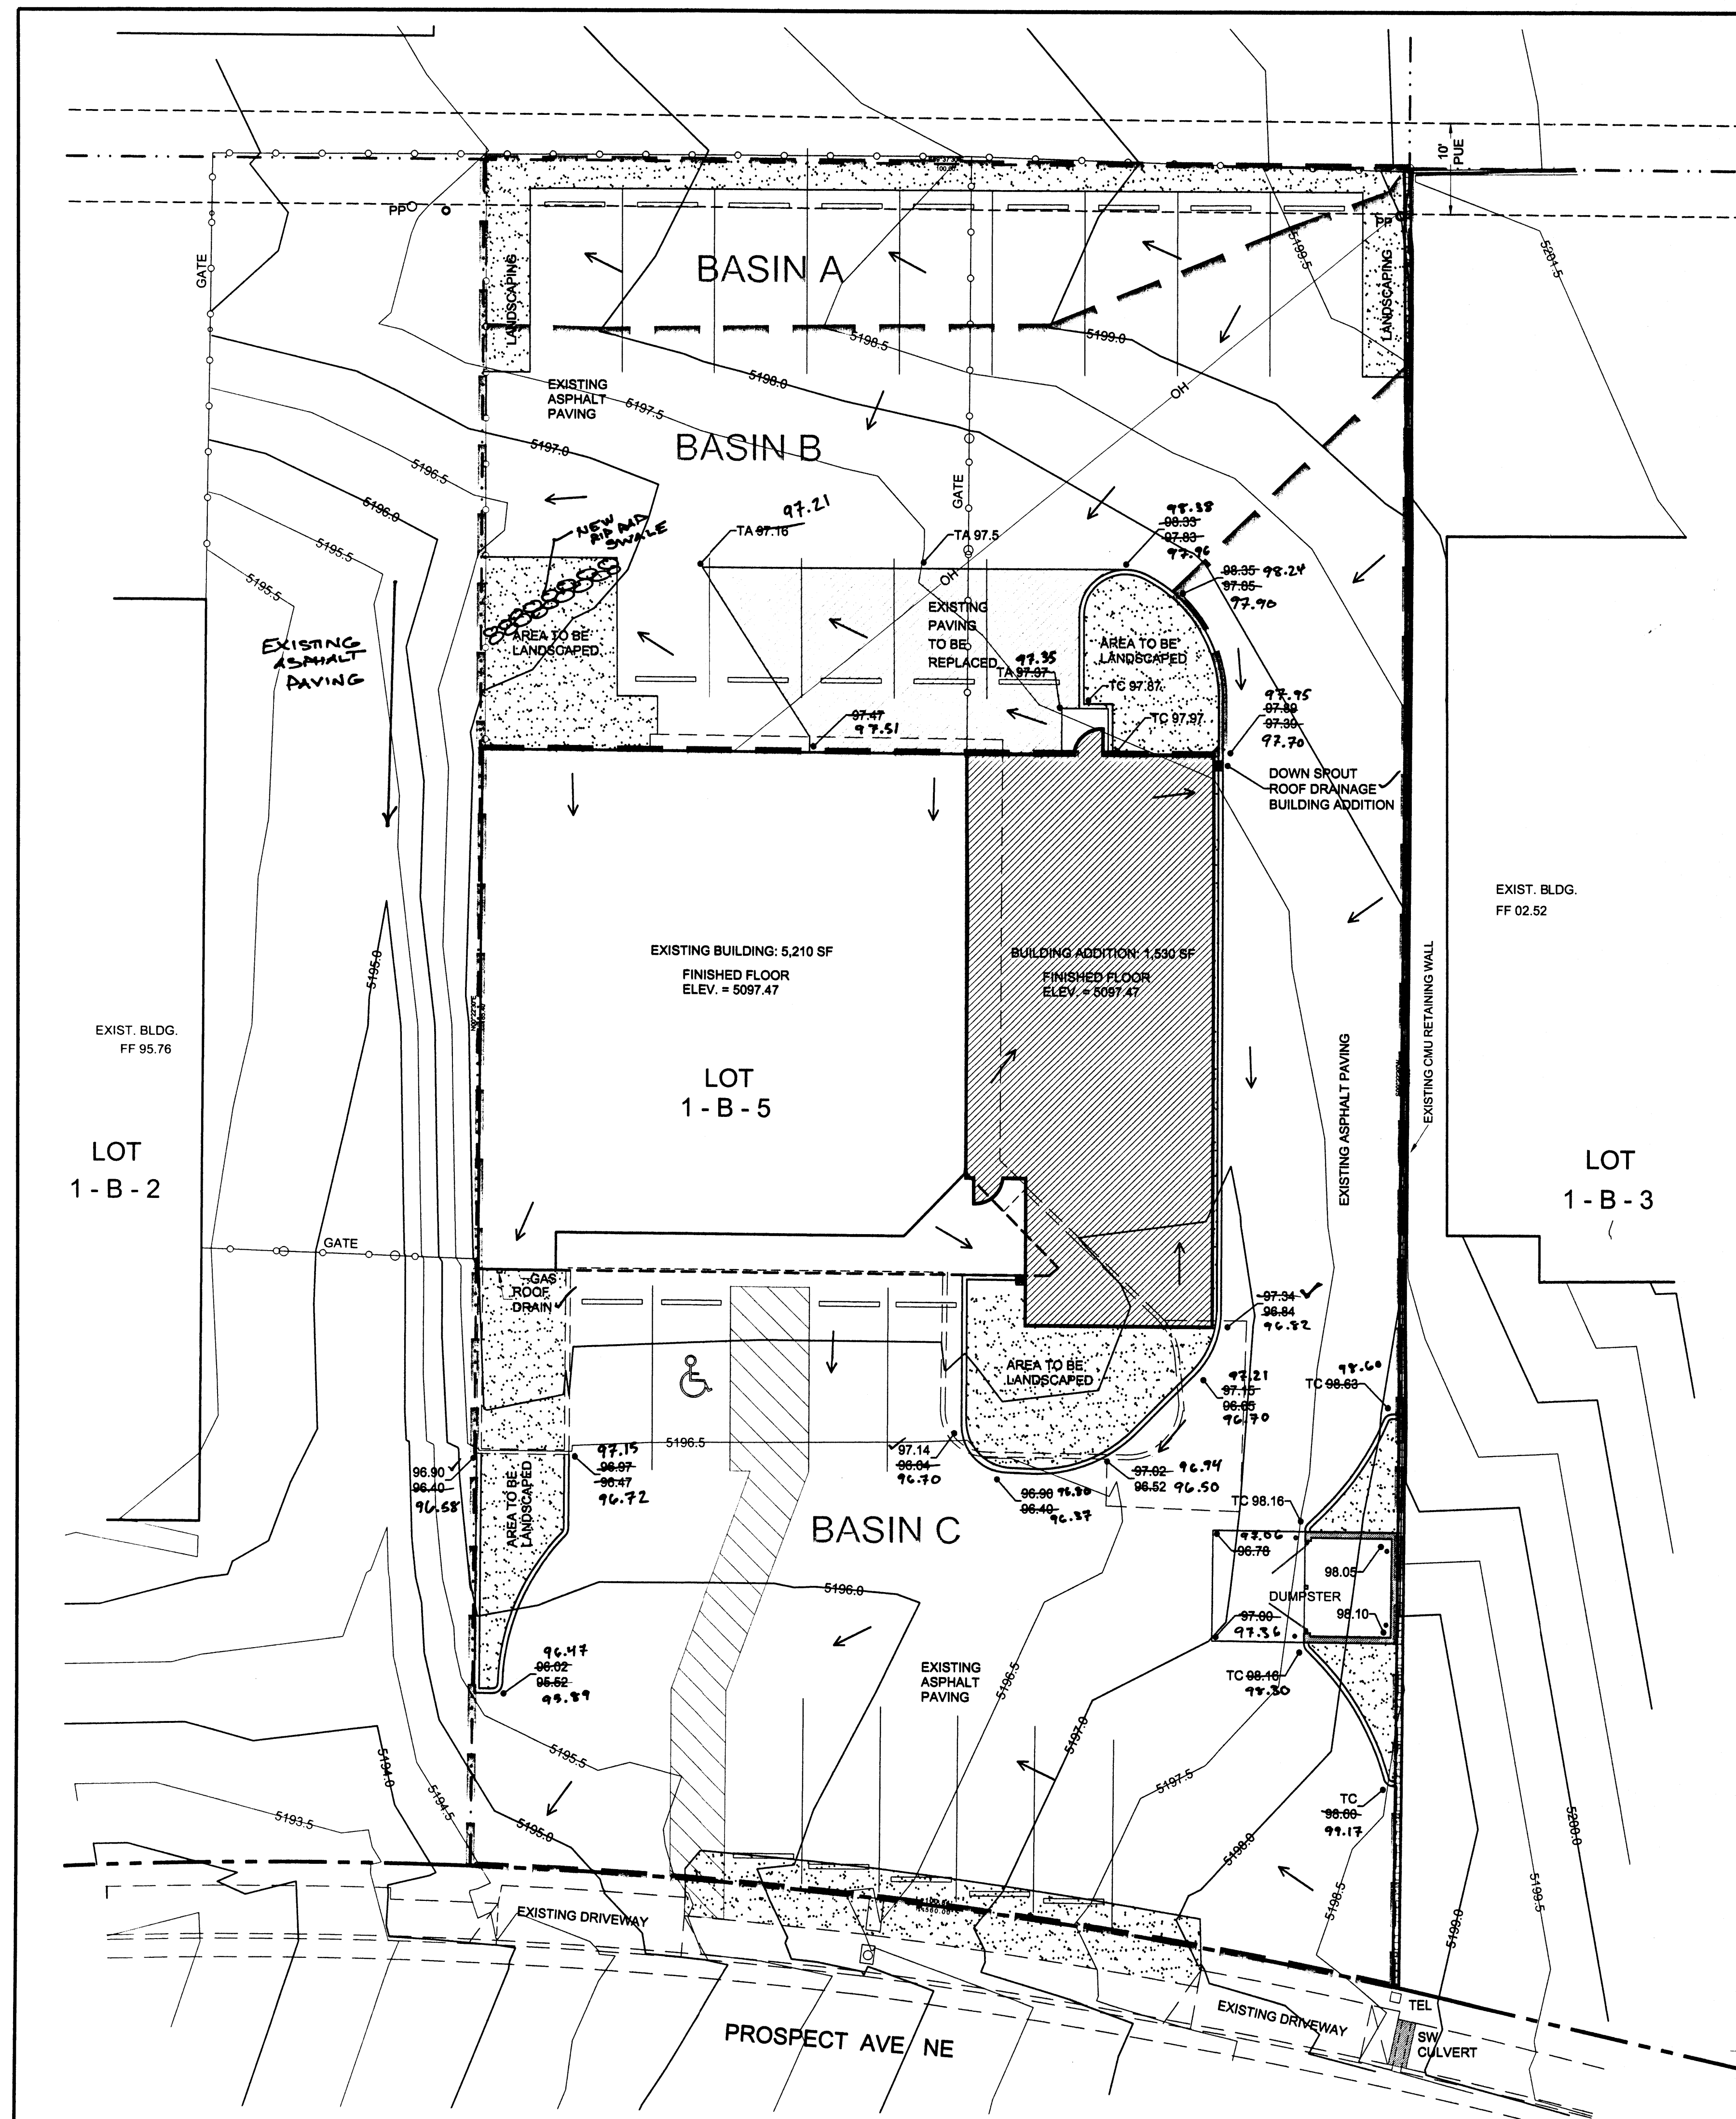 10'
PUE
PP
PP
GATE
LANDSCAPING
BASIN A
5199.5
LANDSCAPING
5201.5
5198.5
5199.0
5198.0
OH
EXISTING
ASPHALT
PAVING
5197.5
BASIN B
5197.0
5196.5
5196.0
GATE
97.21
TA 97.16
NEW
RIP RAP
SWALE
TA 97.5
98.38
98.33
97.83
97.96
5195.5
5195.5
OH
98.35 98.24
97.85
97.90
EXISTING
ASPHALT
PAVING
AREA TO BE
LANDSCAPED
EXISTING
PAVING
TO BE
REPLACED
97.35
TA 97.37
AREA TO BE
LANDSCAPED
TC 97.87
TC 97.97
97.47
97.51
97.95
97.89
97.39
97.70
DOWN SPOUT
ROOF DRAINAGE
BUILDING ADDITION
EXISTING BUILDING: 5,210 SF
FINISHED FLOOR
ELEV. = 5097.47
BUILDING ADDITION: 1,530 SF
FINISHED FLOOR
ELEV. = 5097.47
EXIST. BLDG.
FF 02.52
5195.0
EXIST. BLDG.
FF 95.76
LOT
1 - B - 5
EXISTING ASPHALT PAVING
EXISTING CMU RETAINING WALL
LOT
1 - B - 2
LOT
1 - B - 3
GATE
GAS
ROOF
DRAIN
97.34
96.84
96.82
AREA TO BE
LANDSCAPED
97.21
97.15
96.65
96.70
98.60
TC 98.63
5196.5
96.90
96.40
96.58
AREA TO BE
LANDSCAPED
97.15
96.97
96.47
96.72
97.14
96.64
96.70
97.02 96.94
96.52 96.50
96.90 96.80
96.40 96.37
BASIN C
TC 98.16
97.06
96.78
98.05
DUMPSTER
98.10
97.00
97.36
5196.0
96.47
96.02
95.52
95.89
EXISTING
ASPHALT
PAVING
5196.5
TC 98.16
98.30
5195.5
5197.0
5197.5
TC
98.60
99.17
5194.0
5194.5
5193.5
5195.0
5198.0
5198.5
5200.0
5199.5
5199.0
EXISTING DRIVEWAY
EXISTING DRIVEWAY
TEL
SW
CULVERT
PROSPECT AVE NE